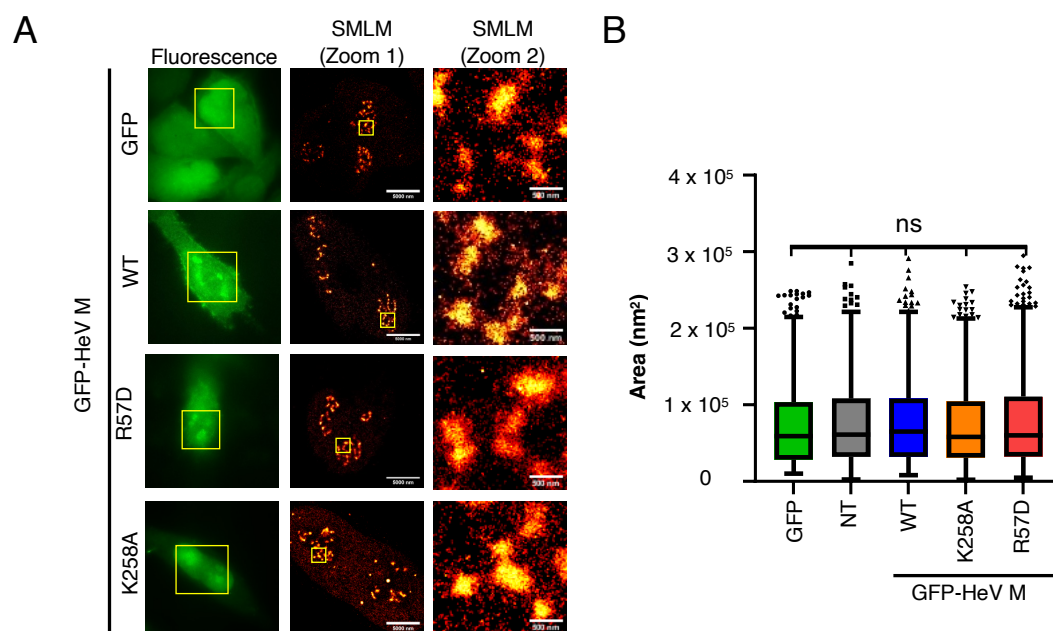 A
Fluorescence
SMLM
(Zoom 1)
SMLM
(Zoom 2)
GFP
5000 nm
500 nm
GFP-HeV M
WT
5000 nm
500 nm
R57D
5000 nm
500 nm
K258A
5000 nm
500 nm
B
Area (nm²)
4 x 10⁵
3 x 10⁵
2 x 10⁵
1 x 10⁵
0
ns
GFP
NT
WT
K258A
R57D
GFP-HeV M